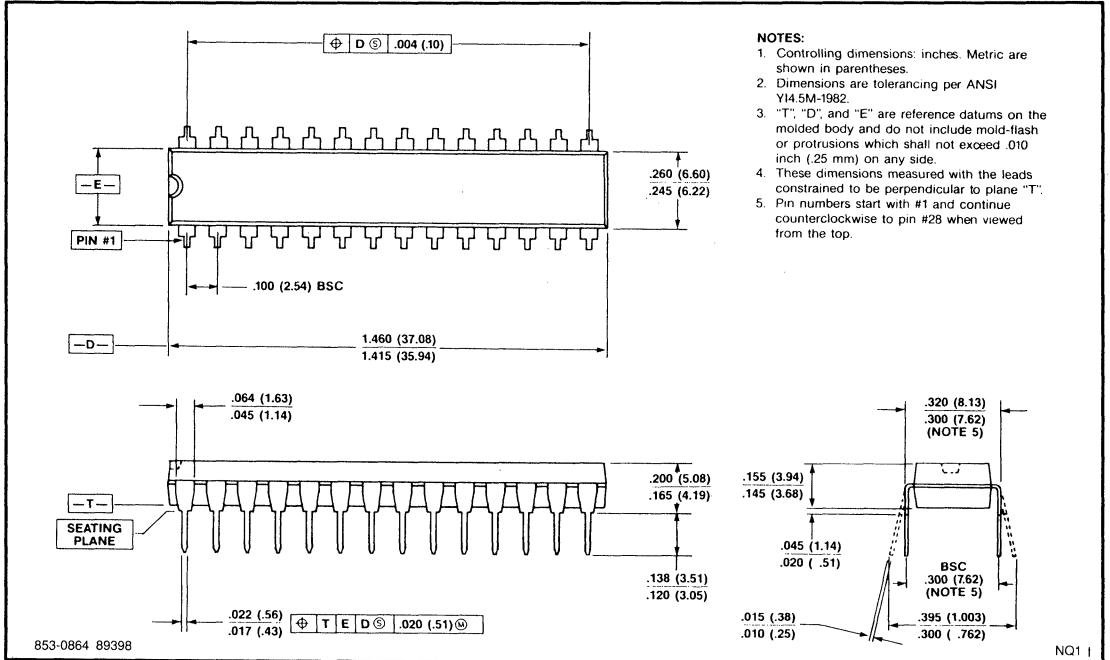 ⌖ D Ⓢ .004 (.10)
NOTES:
1. Controlling dimensions: inches. Metric are
shown in parentheses.
2. Dimensions are tolerancing per ANSI
YI4.5M-1982.
3. "T", "D", and "E" are reference datums on the
molded body and do not include mold-flash
or protrusions which shall not exceed .010
inch (.25 mm) on any side.
4. These dimensions measured with the leads
constrained to be perpendicular to plane "T".
5. Pin numbers start with #1 and continue
counterclockwise to pin #28 when viewed
from the top.
—E—
.260 (6.60)
.245 (6.22)
PIN #1
.100 (2.54) BSC
—D—
1.460 (37.08)
1.415 (35.94)
.064 (1.63)
.045 (1.14)
.320 (8.13)
.300 (7.62)
(NOTE 5)
—T—
SEATING
PLANE
.200 (5.08)
.165 (4.19)
.155 (3.94)
.145 (3.68)
.045 (1.14)
.020 ( .51)
.138 (3.51)
.120 (3.05)
BSC
.300 (7.62)
(NOTE 5)
.022 (.56)
.017 (.43)
⌖ T E D Ⓢ .020 (.51) Ⓜ
.015 (.38)
.010 (.25)
.395 (1.003)
.300 ( .762)
853-0864 89398
NQ1